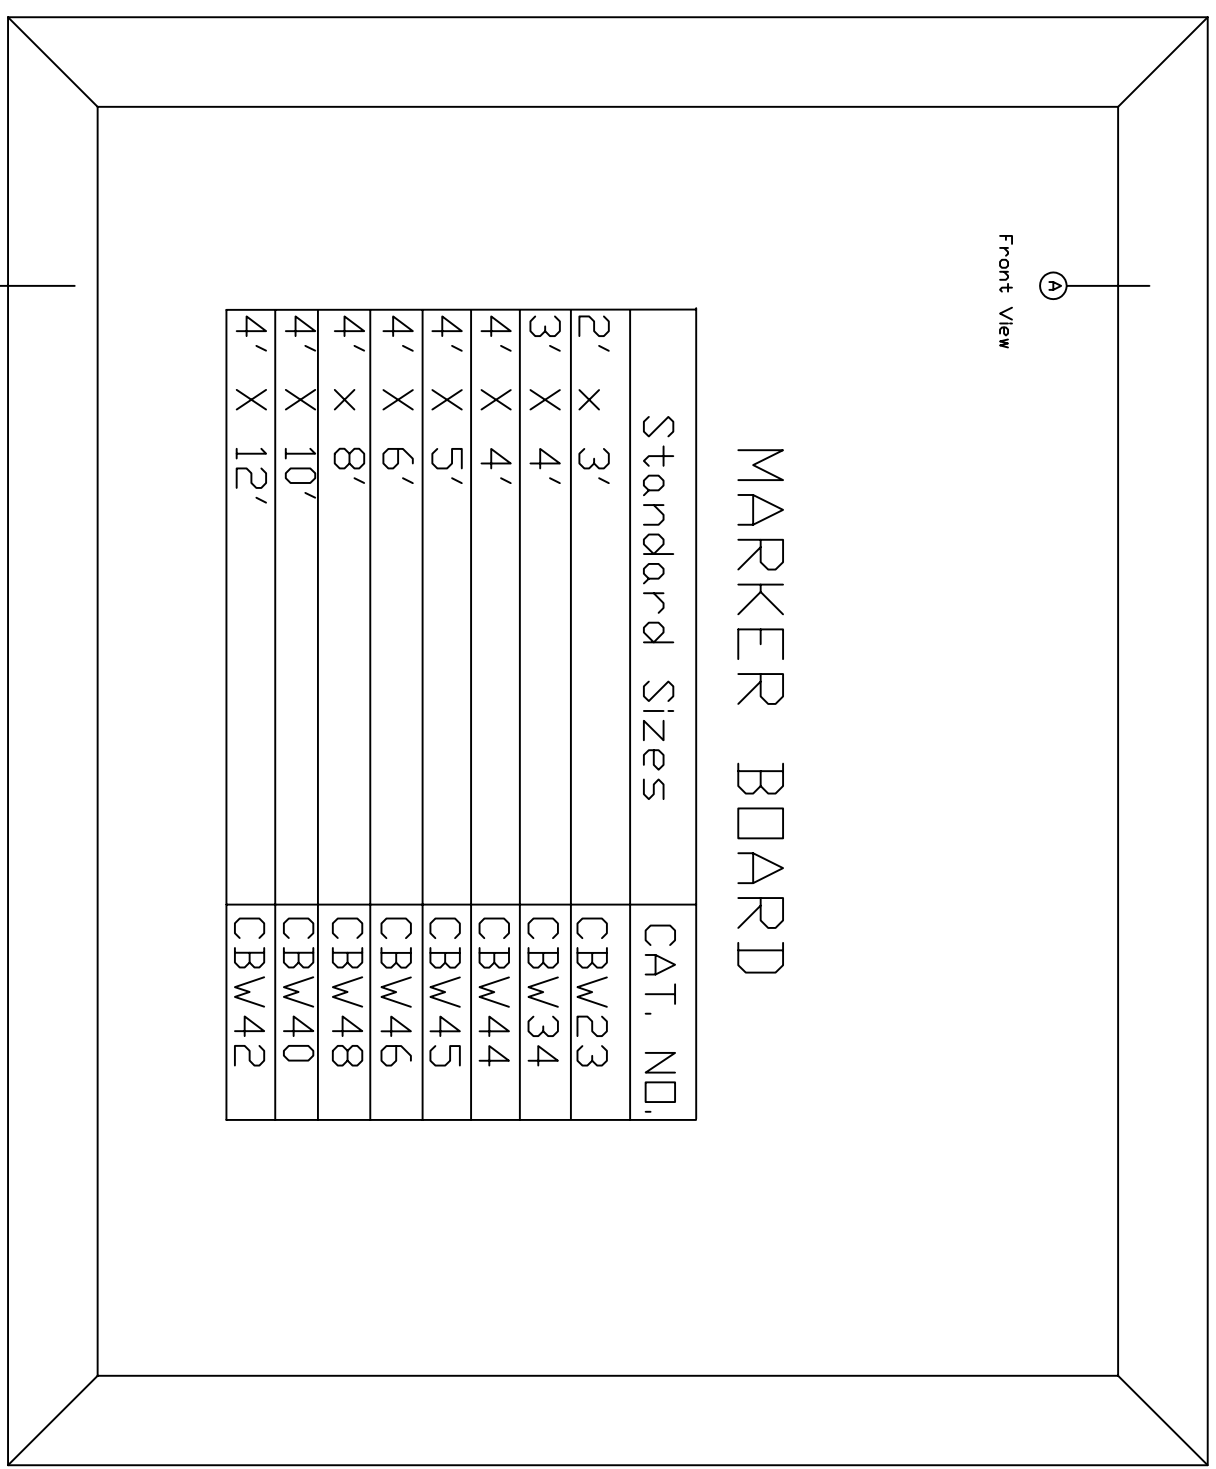 A
Front View
MARKER BOARD
Standard Sizes CAT. NO.
2' x 3' CBW23
3' X 4' CBW34
4' X 4' CBW44
4' X 5' CBW45
4' X 6' CBW46
4' x 8' CBW48
4' X 10' CBW40
4' X 12' CBW42